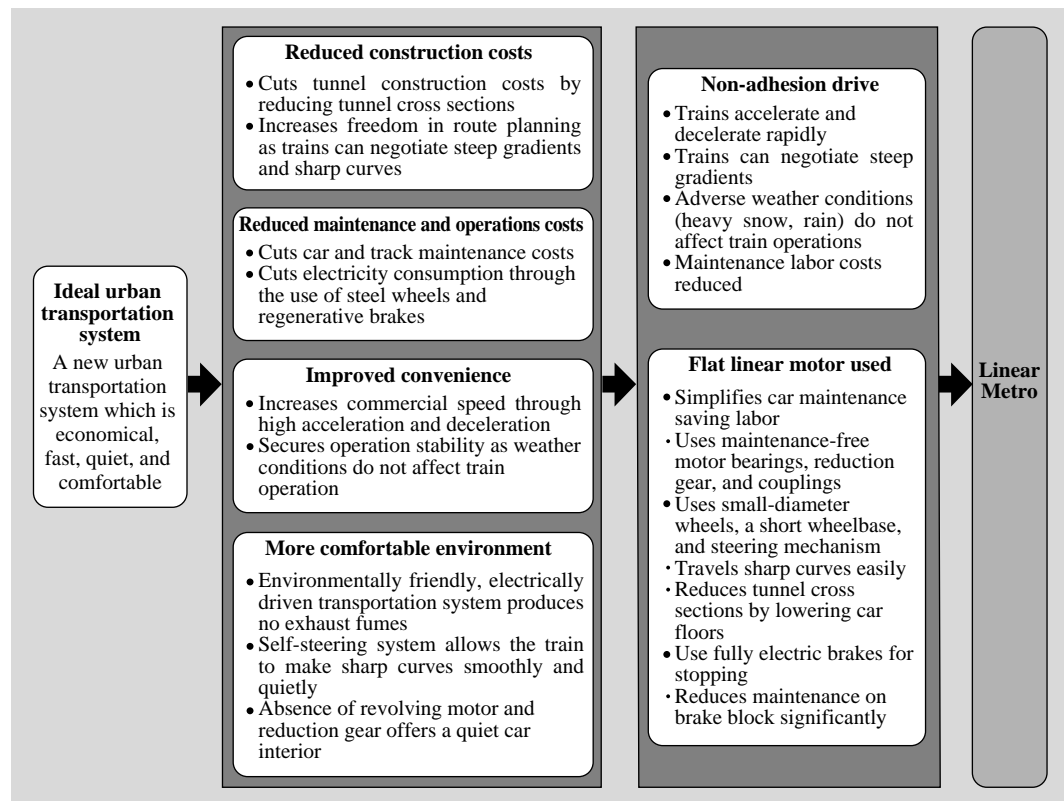 Ideal urban
transportation
system
A new urban
transportation
system which is
economical,
fast, quiet, and
comfortable
Reduced construction costs
• Cuts tunnel construction costs by
reducing tunnel cross sections
• Increases freedom in route planning
as trains can negotiate steep gradients
and sharp curves
Reduced maintenance and operations costs
• Cuts car and track maintenance costs
• Cuts electricity consumption through
the use of steel wheels and
regenerative brakes
Improved convenience
• Increases commercial speed through
high acceleration and deceleration
• Secures operation stability as weather
conditions do not affect train
operation
More comfortable environment
• Environmentally friendly, electrically
driven transportation system produces
no exhaust fumes
• Self-steering system allows the train
to make sharp curves smoothly and
quietly
• Absence of revolving motor and
reduction gear offers a quiet car
interior
Non-adhesion drive
• Trains accelerate and
decelerate rapidly
• Trains can negotiate steep
gradients
• Adverse weather conditions
(heavy snow, rain) do not
affect train operations
• Maintenance labor costs
reduced
Flat linear motor used
• Simplifies car maintenance
saving labor
· Uses maintenance-free
motor bearings, reduction
gear, and couplings
• Uses small-diameter
wheels, a short wheelbase,
and steering mechanism
· Travels sharp curves easily
· Reduces tunnel cross
sections by lowering car
floors
• Use fully electric brakes for
stopping
· Reduces maintenance on
brake block significantly
Linear
Metro